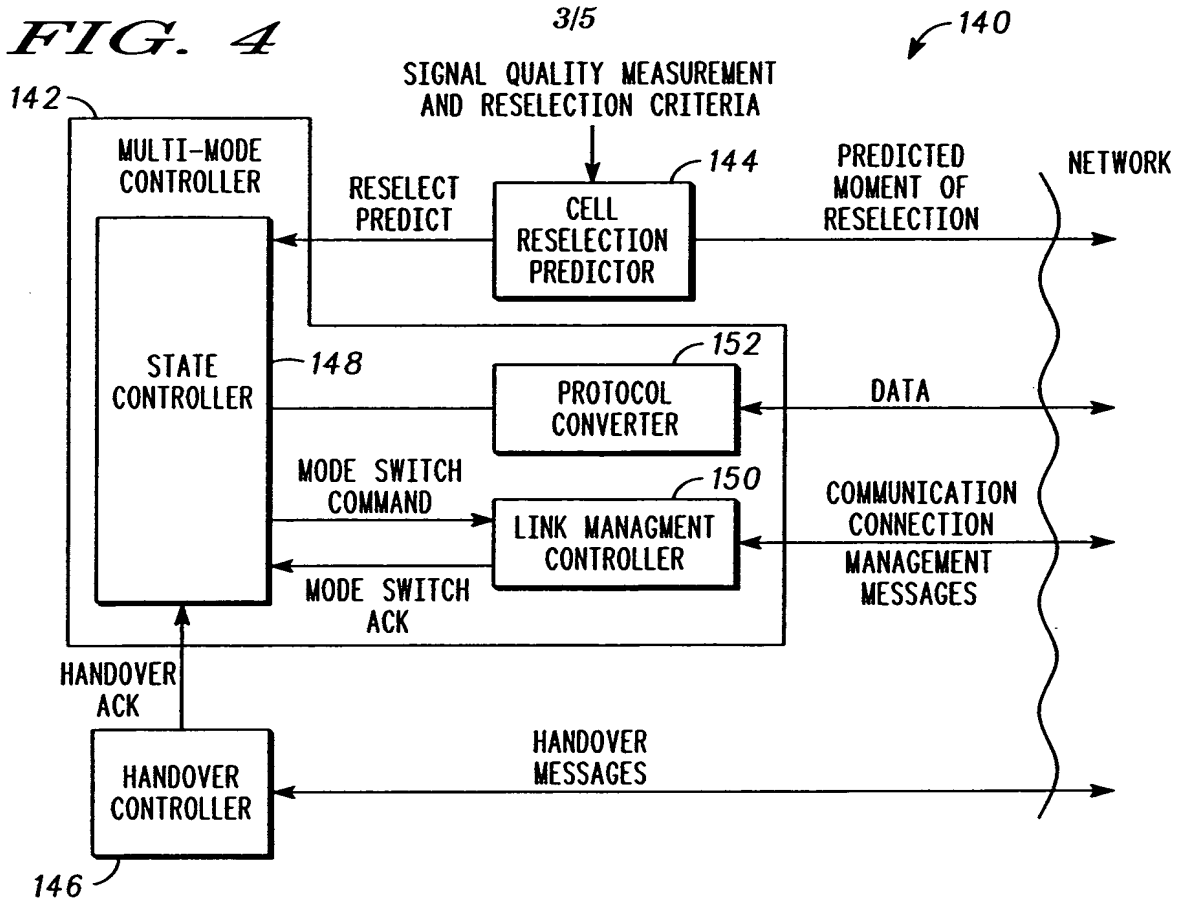 FIG. 4
3/5
140
SIGNAL QUALITY MEASUREMENT
AND RESELECTION CRITERIA
142
MULTI-MODE
CONTROLLER
144
PREDICTED
MOMENT OF
RESELECTION
NETWORK
RESELECT
PREDICT
CELL
RESELECTION
PREDICTOR
STATE
CONTROLLER
148
152
PROTOCOL
CONVERTER
DATA
MODE SWITCH
COMMAND
150
LINK MANAGMENT
CONTROLLER
COMMUNICATION
CONNECTION
MANAGEMENT
MESSAGES
MODE SWITCH
ACK
HANDOVER
ACK
HANDOVER
CONTROLLER
HANDOVER
MESSAGES
146